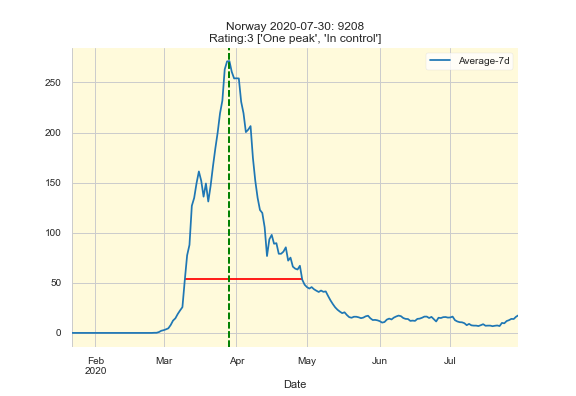 Norway 2020-07-30: 9208
Rating:3 ['One peak', 'In control']
Average-7d
250
200
150
100
50
0
Feb Mar Apr May Jun Jul
2020
Date